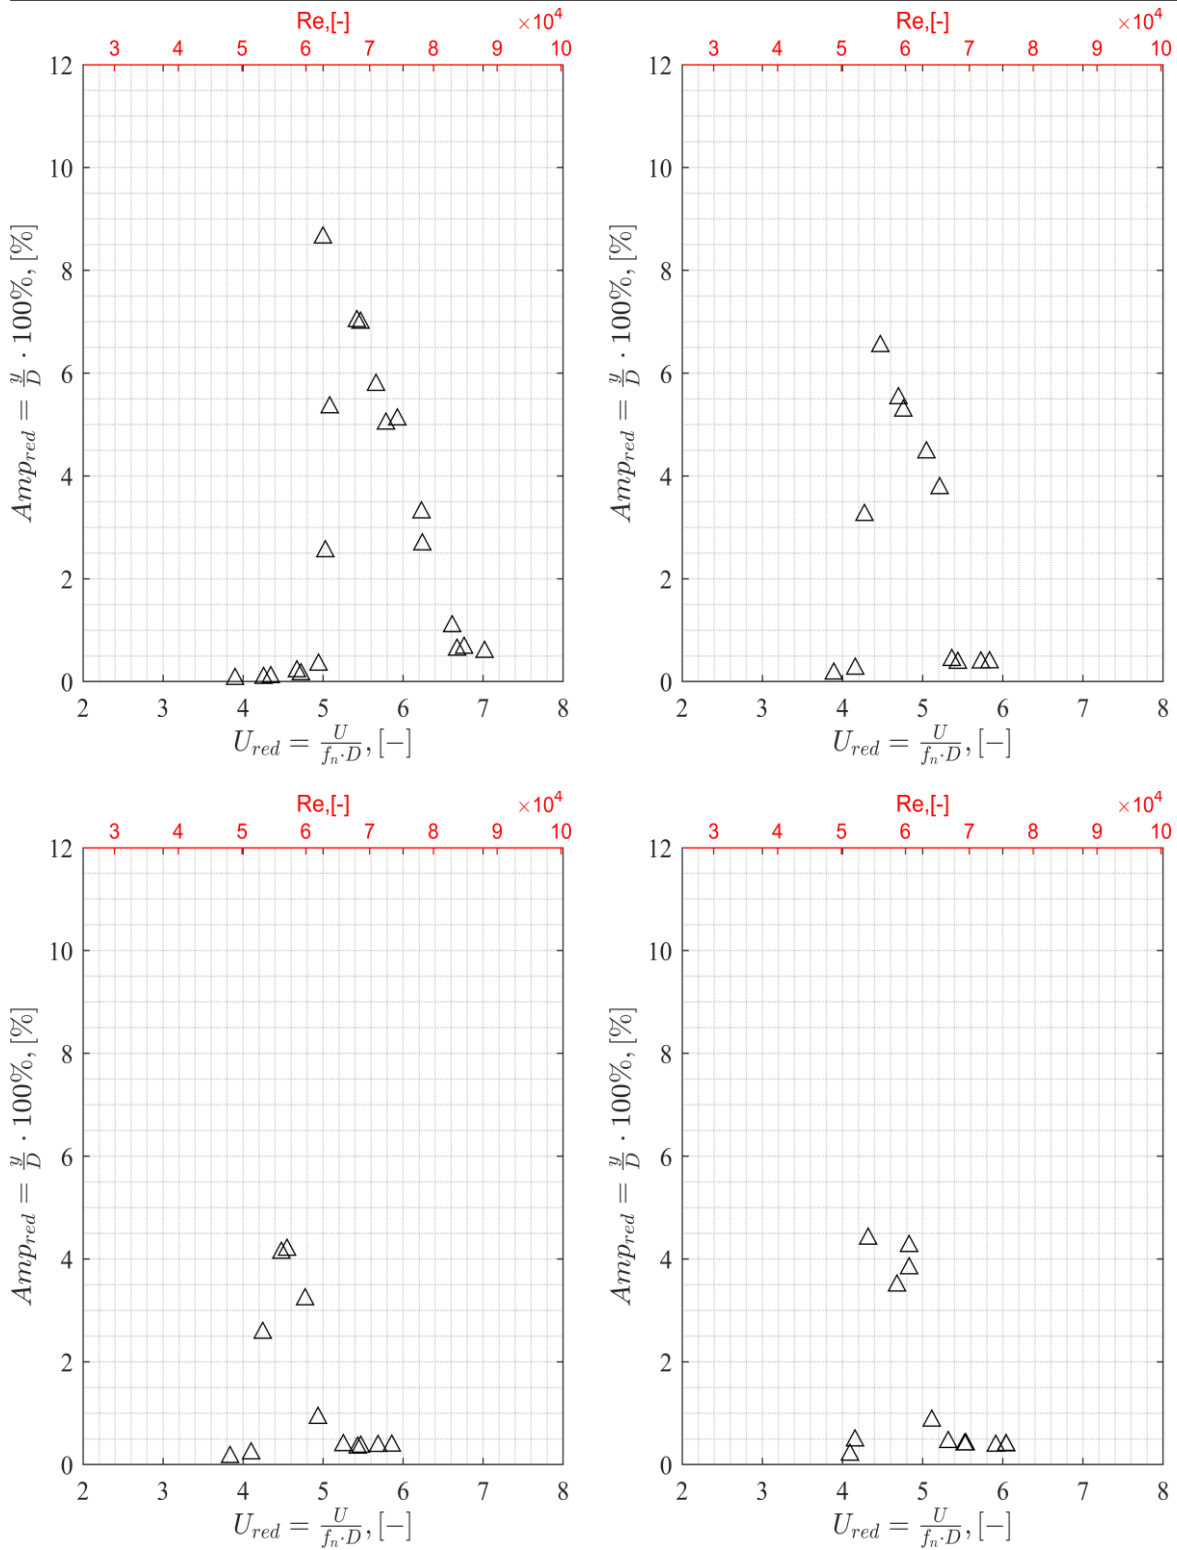 Re,[-] ×10^4 Re,[-] ×10^4
3 4 5 6 7 8 9 10 3 4 5 6 7 8 9 10
12 12
10 10
8 8
6 6
4 4
2 2
0 0
Amp_red = y/D · 100%, [%] Amp_red = y/D · 100%, [%]
2 3 4 5 6 7 8 2 3 4 5 6 7 8
U_red = U/(f_n·D), [−] U_red = U/(f_n·D), [−]
Re,[-] ×10^4 Re,[-] ×10^4
3 4 5 6 7 8 9 10 3 4 5 6 7 8 9 10
12 12
10 10
8 8
6 6
4 4
2 2
0 0
Amp_red = y/D · 100%, [%] Amp_red = y/D · 100%, [%]
2 3 4 5 6 7 8 2 3 4 5 6 7 8
U_red = U/(f_n·D), [−] U_red = U/(f_n·D), [−]